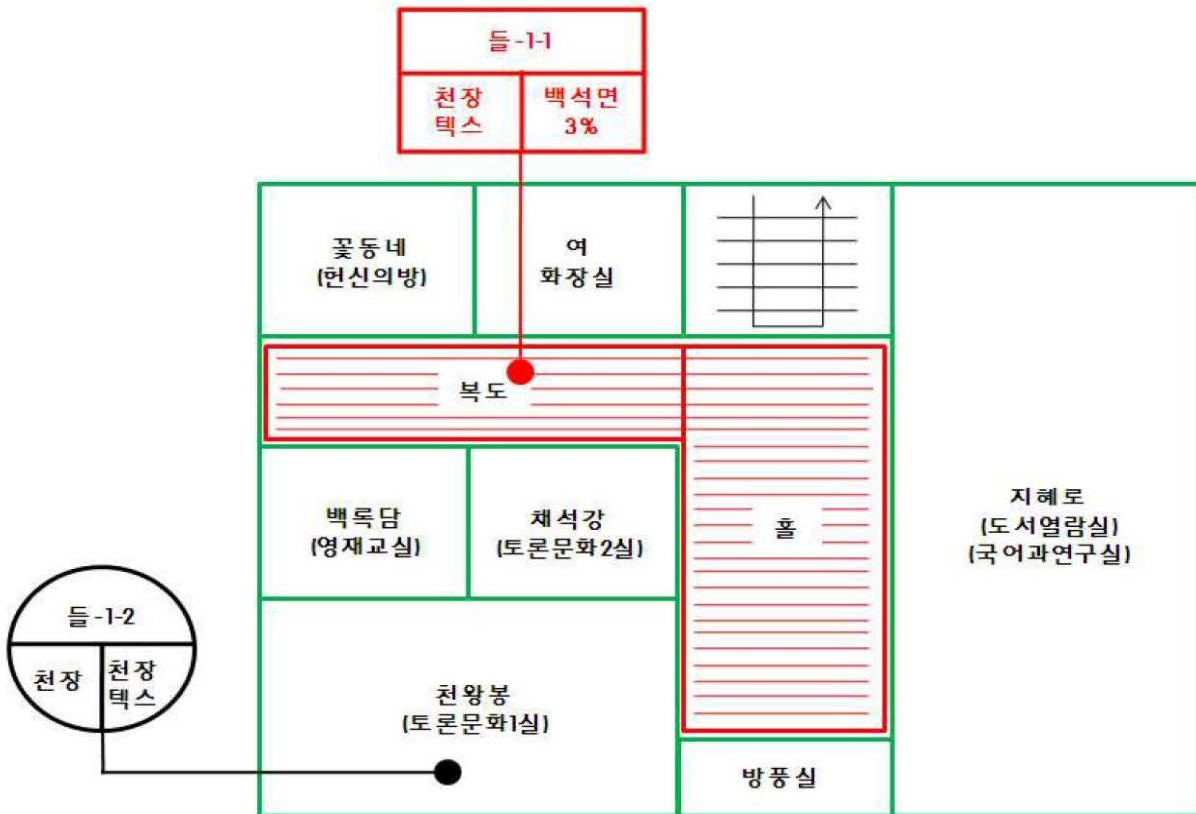 들-1-1
천장
텍스
백석면
3%
꽃동네
(헌신의방)
여
화장실
복도
백록담
(영재교실)
채석강
(토론문화2실)
홀
지혜로
(도서열람실)
(국어과연구실)
들-1-2
천장
천장
텍스
천왕봉
(토론문화1실)
방풍실